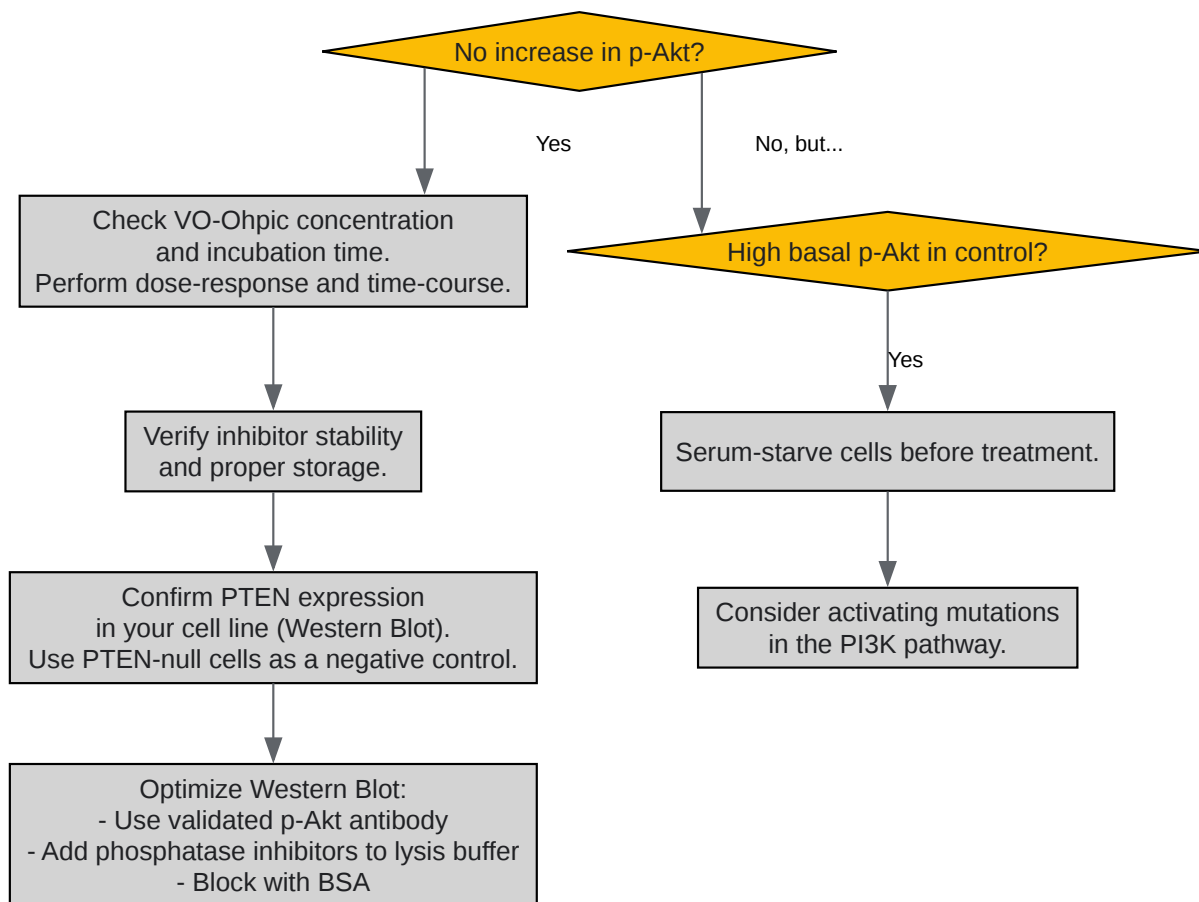 No increase in p-Akt?
Yes
No, but...
Check VO-Ohpic concentration
and incubation time.
Perform dose-response and time-course.
High basal p-Akt in control?
Yes
Verify inhibitor stability
and proper storage.
Serum-starve cells before treatment.
Confirm PTEN expression
in your cell line (Western Blot).
Use PTEN-null cells as a negative control.
Consider activating mutations
in the PI3K pathway.
Optimize Western Blot:
- Use validated p-Akt antibody
- Add phosphatase inhibitors to lysis buffer
- Block with BSA